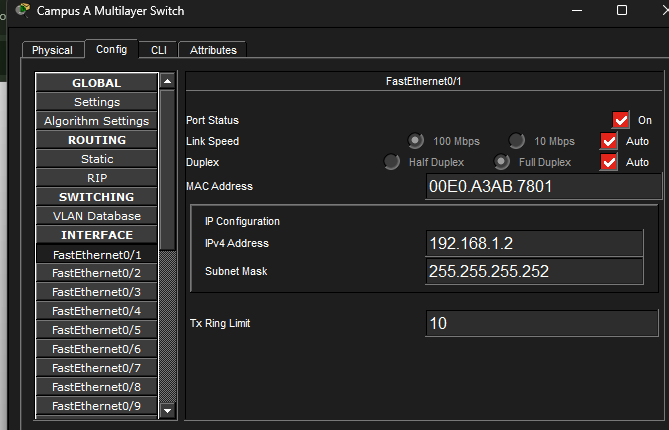 Campus A Multilayer Switch
Physical Config CLI Attributes
GLOBAL
Settings
Algorithm Settings
ROUTING
Static
RIP
SWITCHING
VLAN Database
INTERFACE
FastEthernet0/1
FastEthernet0/2
FastEthernet0/3
FastEthernet0/4
FastEthernet0/5
FastEthernet0/6
FastEthernet0/7
FastEthernet0/8
FastEthernet0/9
FastEthernet0/1
Port Status On
Link Speed 100 Mbps 10 Mbps Auto
Duplex Half Duplex Full Duplex Auto
MAC Address 00E0.A3AB.7801
IP Configuration
IPv4 Address 192.168.1.2
Subnet Mask 255.255.255.252
Tx Ring Limit 10